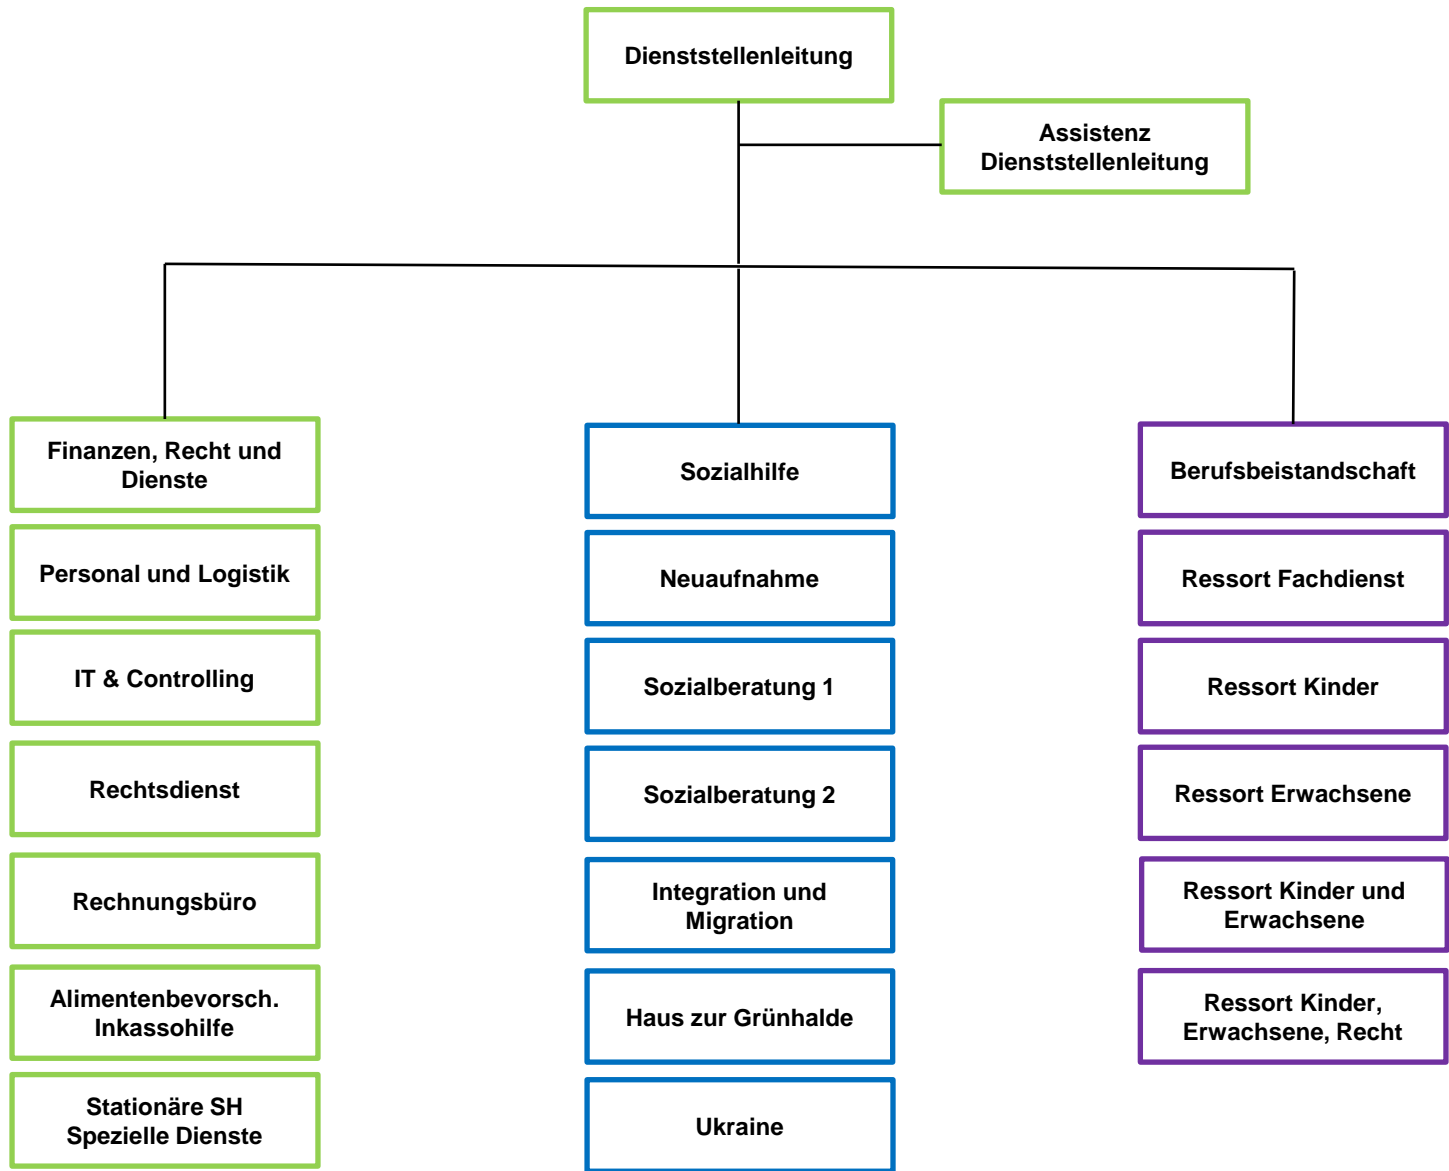 Dienststellenleitung
Assistenz
Dienststellenleitung
Finanzen, Recht und
Dienste
Personal und Logistik
IT & Controlling
Rechtsdienst
Rechnungsbüro
Alimentenbevorsch.
Inkassohilfe
Stationäre SH
Spezielle Dienste
Sozialhilfe
Neuaufnahme
Sozialberatung 1
Sozialberatung 2
Integration und
Migration
Haus zur Grünhalde
Ukraine
Berufsbeistandschaft
Ressort Fachdienst
Ressort Kinder
Ressort Erwachsene
Ressort Kinder und
Erwachsene
Ressort Kinder,
Erwachsene, Recht